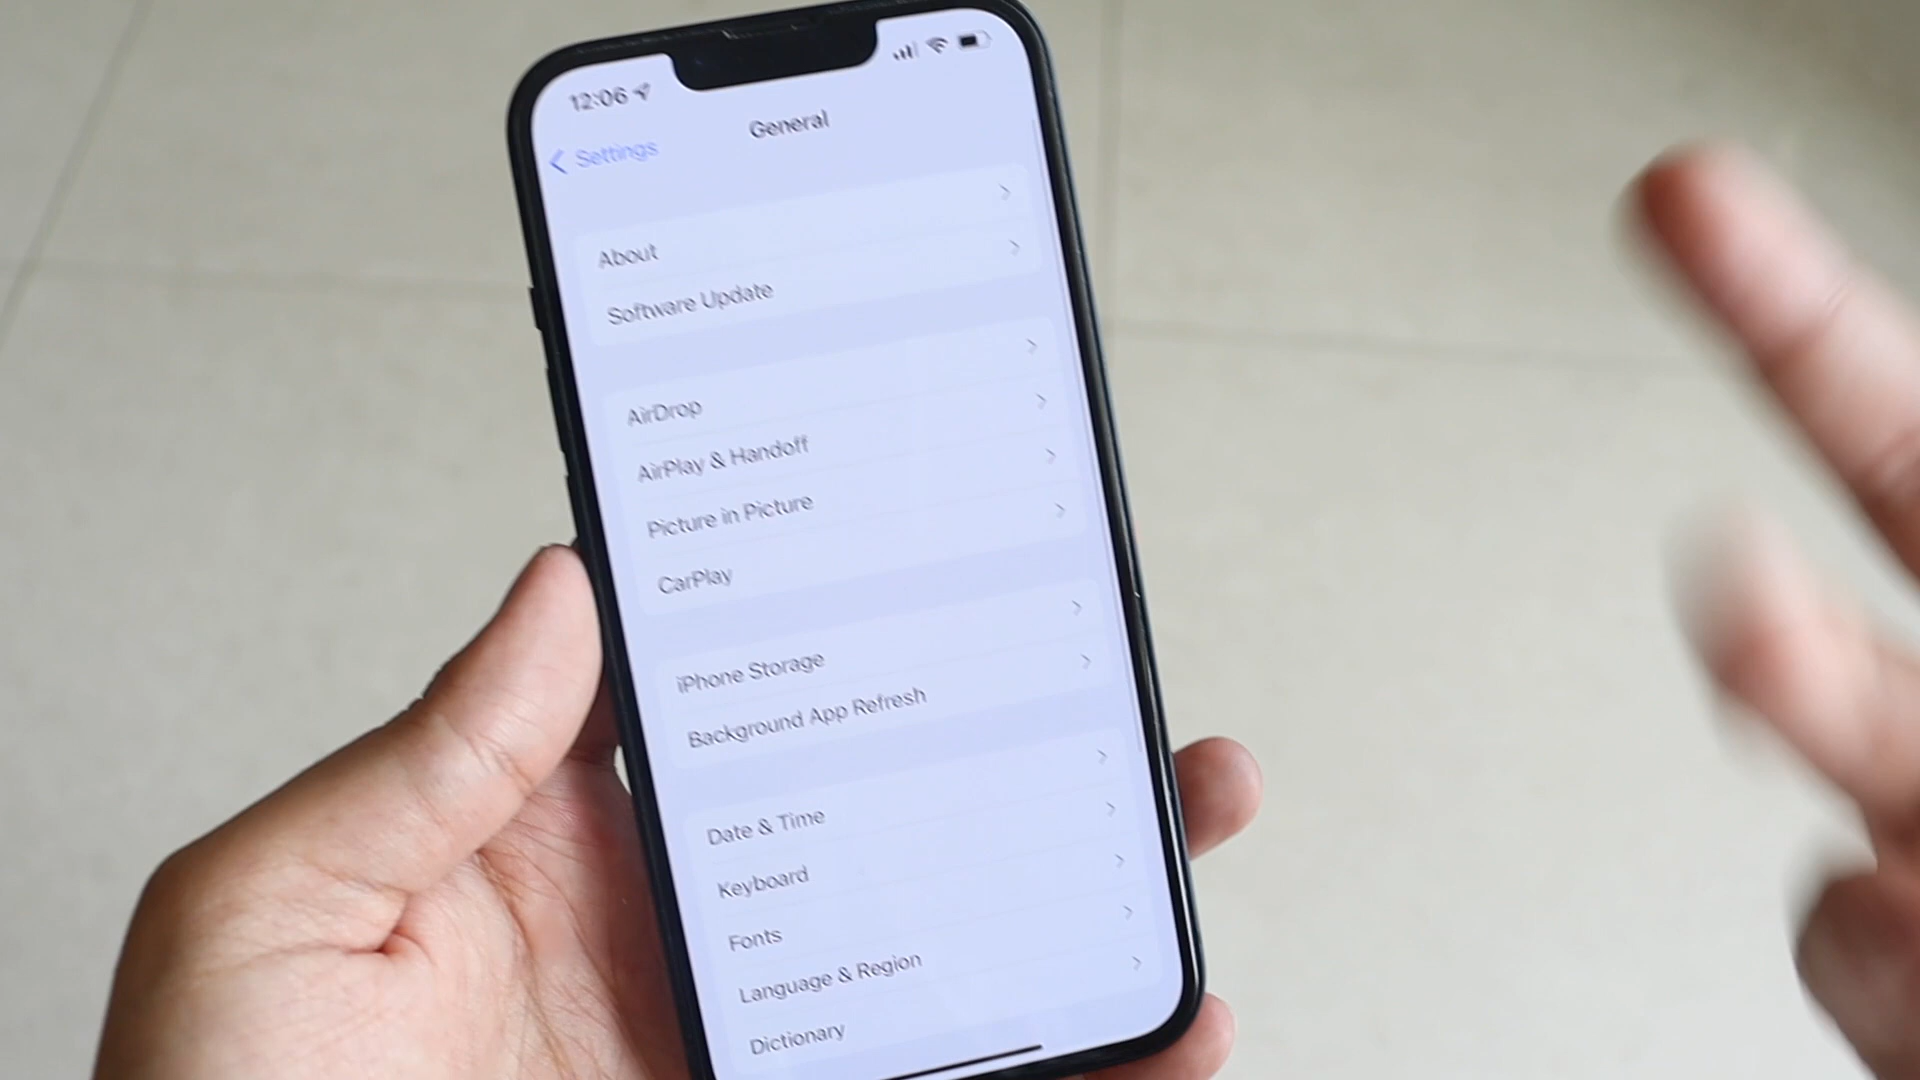 12:06
General
Settings
About
Software Update
AirDrop
AirPlay & Handoff
Picture in Picture
CarPlay
iPhone Storage
Background App Refresh
Date & Time
Keyboard
Fonts
Language & Region
Dictionary